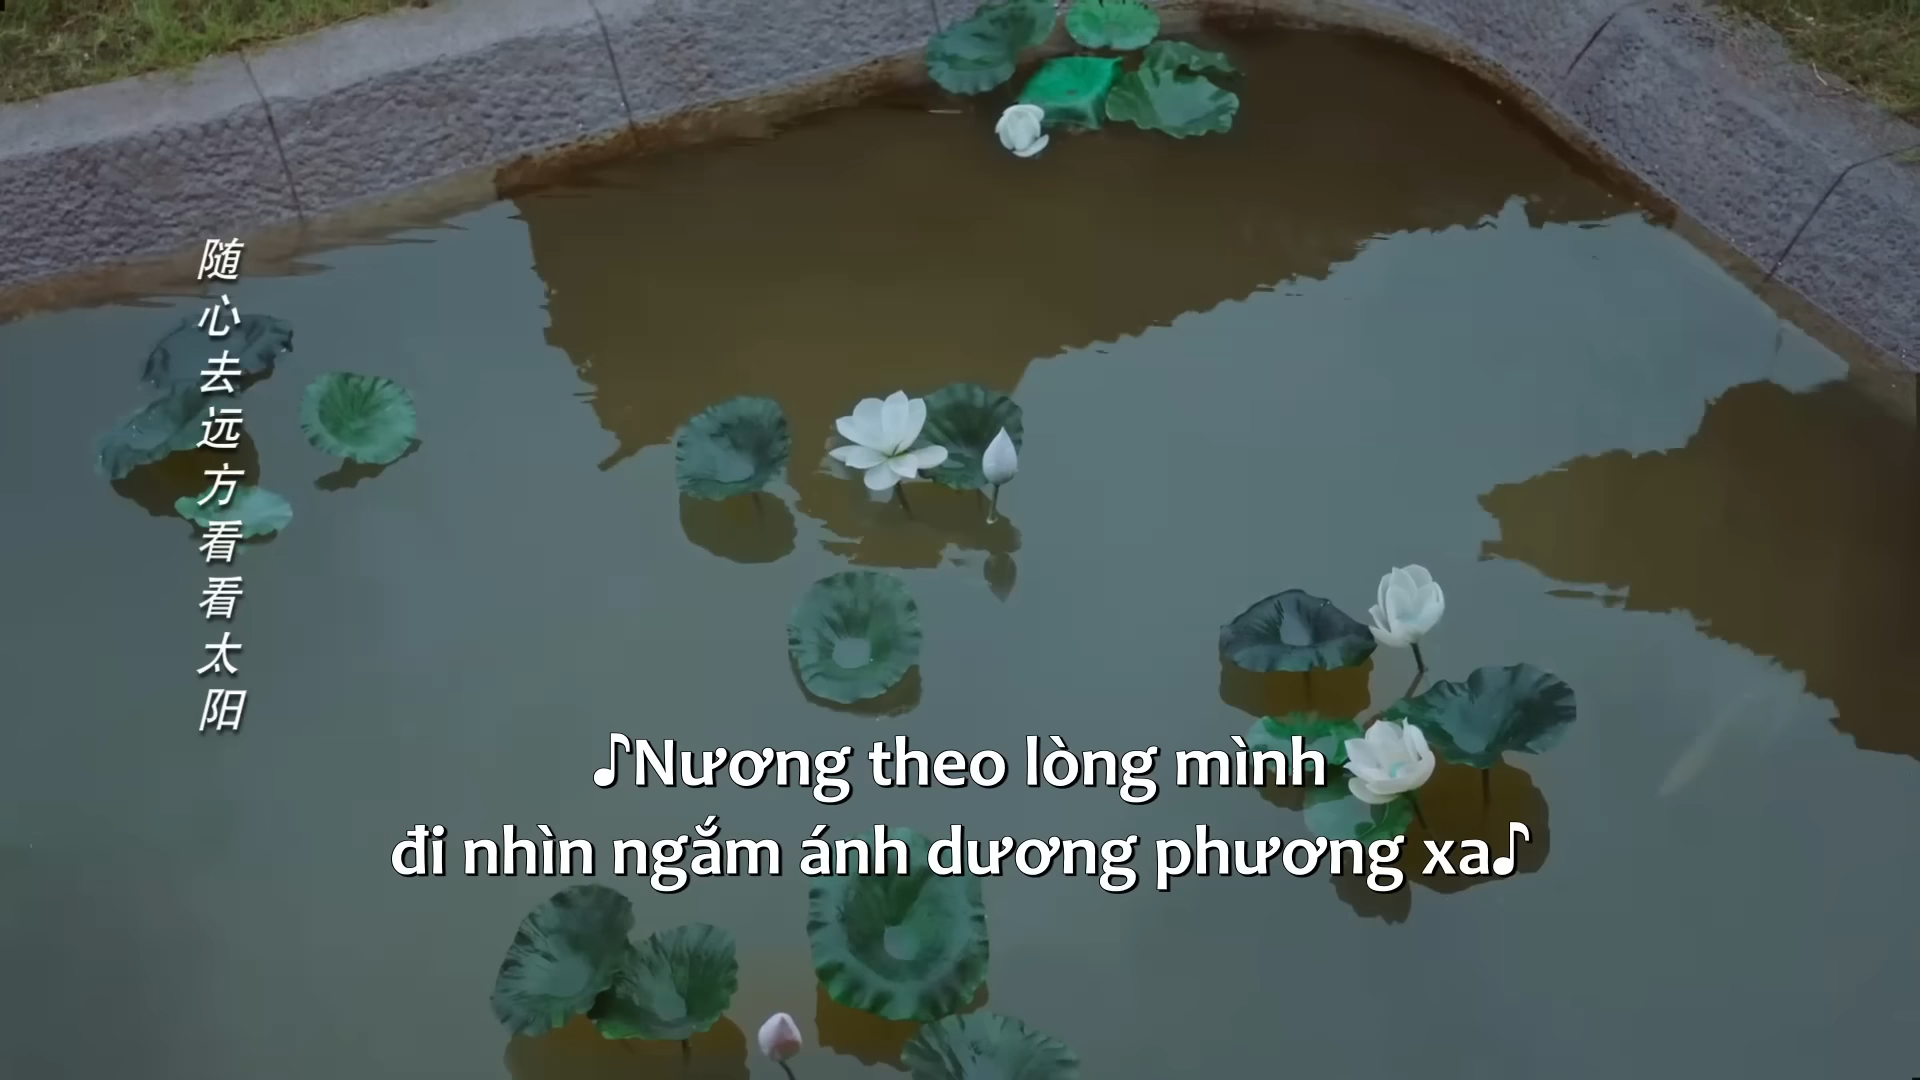 随心去远方看看太阳
♪Nương theo lòng mình
đi nhìn ngắm ánh dương phương xa♪